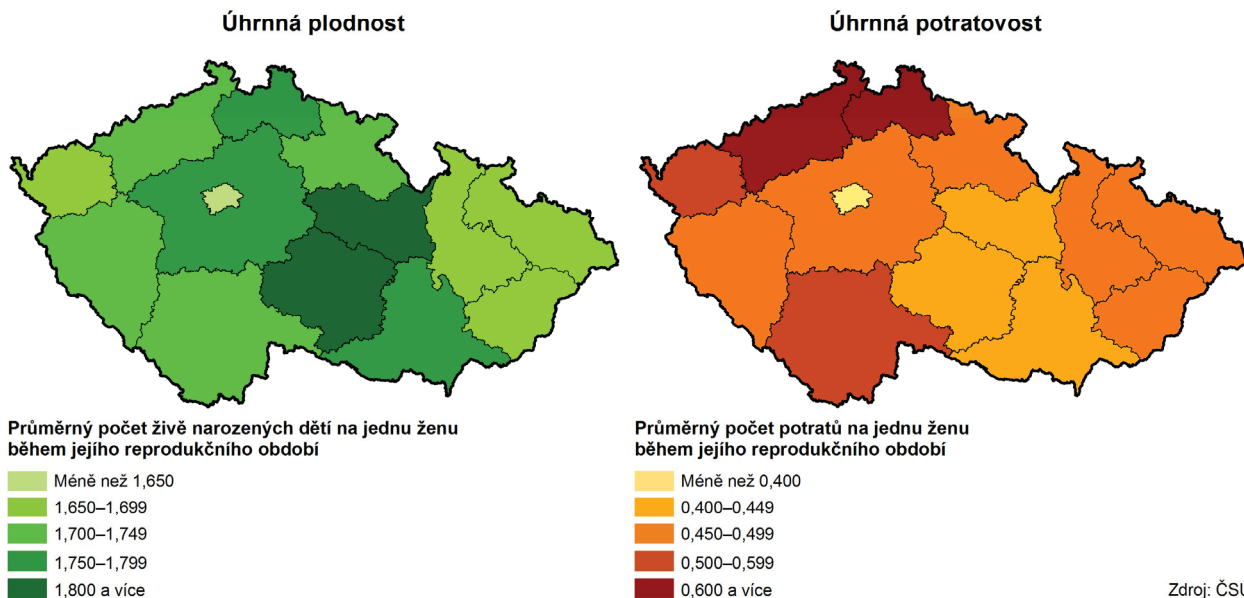 Úhrnná plodnost
Průměrný počet živě narozených dětí na jednu ženu
během jejího reprodukčního období
Méně než 1,650
1,650–1,699
1,700–1,749
1,750–1,799
1,800 a více
Úhrnná potratovost
Průměrný počet potratů na jednu ženu
během jejího reprodukčního období
Méně než 0,400
0,400–0,449
0,450–0,499
0,500–0,599
0,600 a více
Zdroj: ČSÚ